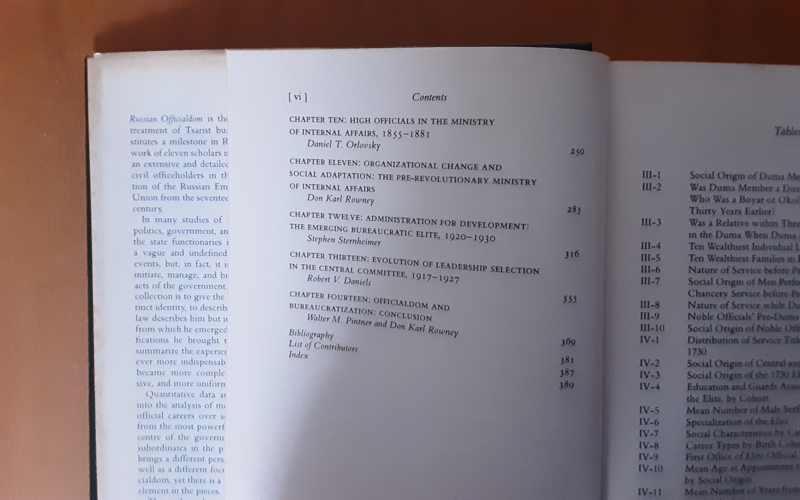 Russian Officialdom is the
treatment of Tsarist bu
stitutes a milestone in R
work of eleven scholars
an extensive and detailed
civil officeholders in th
tion of the Russian Em
Union from the sevente
century.
In many studies of
politics, government, an
the state functionaries
a vague and undefined
events, but, in fact, it
initiate, manage, and
acts of the government.
collection is to give the
tinct identity, to describ
law describes him but
from which he emerged
fications he brought
summarize the experie
ever more indispensab
became more comple
sive, and more uniform
Quantitative data a
into the analysis of
official careers over
from the most powerf
centre of the governm
subordinates in the p
brings a different pers
well as a different foc
cialdom, yet there is a
element in the pieces.
[ vi ]
Contents
CHAPTER TEN: HIGH OFFICIALS IN THE MINISTRY
OF INTERNAL AFFAIRS, 1855–1881
Daniel T. Orlovsky 250
CHAPTER ELEVEN: ORGANIZATIONAL CHANGE AND
SOCIAL ADAPTATION: THE PRE-REVOLUTIONARY MINISTRY
OF INTERNAL AFFAIRS
Don Karl Rowney 283
CHAPTER TWELVE: ADMINISTRATION FOR DEVELOPMENT:
THE EMERGING BUREAUCRATIC ELITE, 1920–1930
Stephen Sternheimer 316
CHAPTER THIRTEEN: EVOLUTION OF LEADERSHIP SELECTION
IN THE CENTRAL COMMITTEE, 1917–1927
Robert V. Daniels 355
CHAPTER FOURTEEN: OFFICIALDOM AND
BUREAUCRATIZATION: CONCLUSION
Walter M. Pintner and Don Karl Rowney 369
Bibliography 381
List of Contributors 387
Index 389
Tables
III-1 Social Origin of Duma Me
III-2 Was Duma Member a Dire
Who Was a Boyar or Okol
Thirty Years Earlier?
III-3 Was a Relative within Thre
in the Duma When Duma
III-4 Ten Wealthiest Individual L
III-5 Ten Wealthiest Families in
III-6 Nature of Service before P
III-7 Social Origin of Men Perfo
Chancery Service before Pr
III-8 Nature of Service while Du
III-9 Noble Officials' Pre-Duma
III-10 Social Origin of Noble Off
IV-1 Distribution of Service Titl
1730
IV-2 Social Origin of Central and
IV-3 Social Origin of the 1730 El
IV-4 Education and Guards Asso
the Elite, by Cohort
IV-5 Mean Number of Male Serf
IV-6 Specialization of the Elite
IV-7 Social Characteristics by Ca
IV-8 Career Types by Birth Cohor
IV-9 First Office of Elite Official
IV-10 Mean Age at Appointment t
by Social Origin
IV-11 Mean Number of Years from